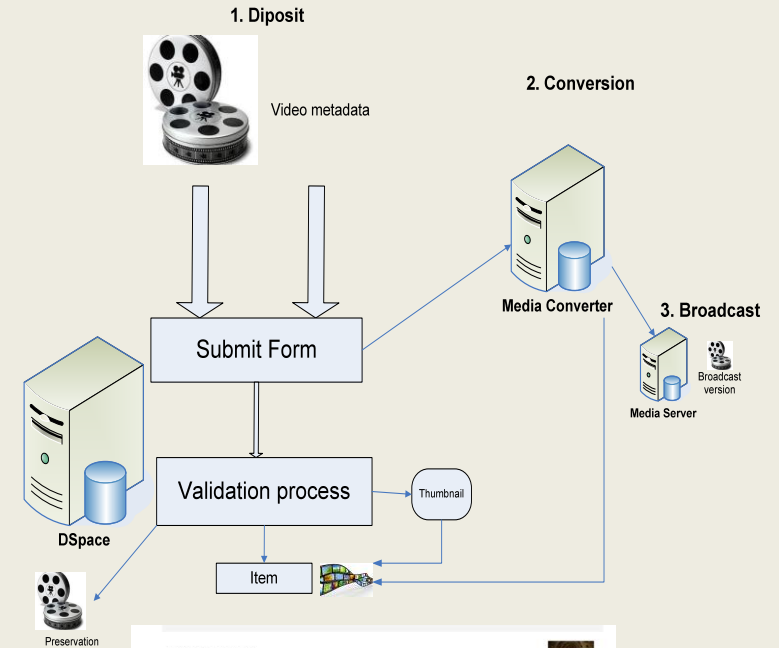 1. Diposit
Video metadata
2. Conversion
Media Converter
3. Broadcast
Broadcast
version
Media Server
Submit Form
Validation process
Thumbnail
DSpace
Item
Preservation